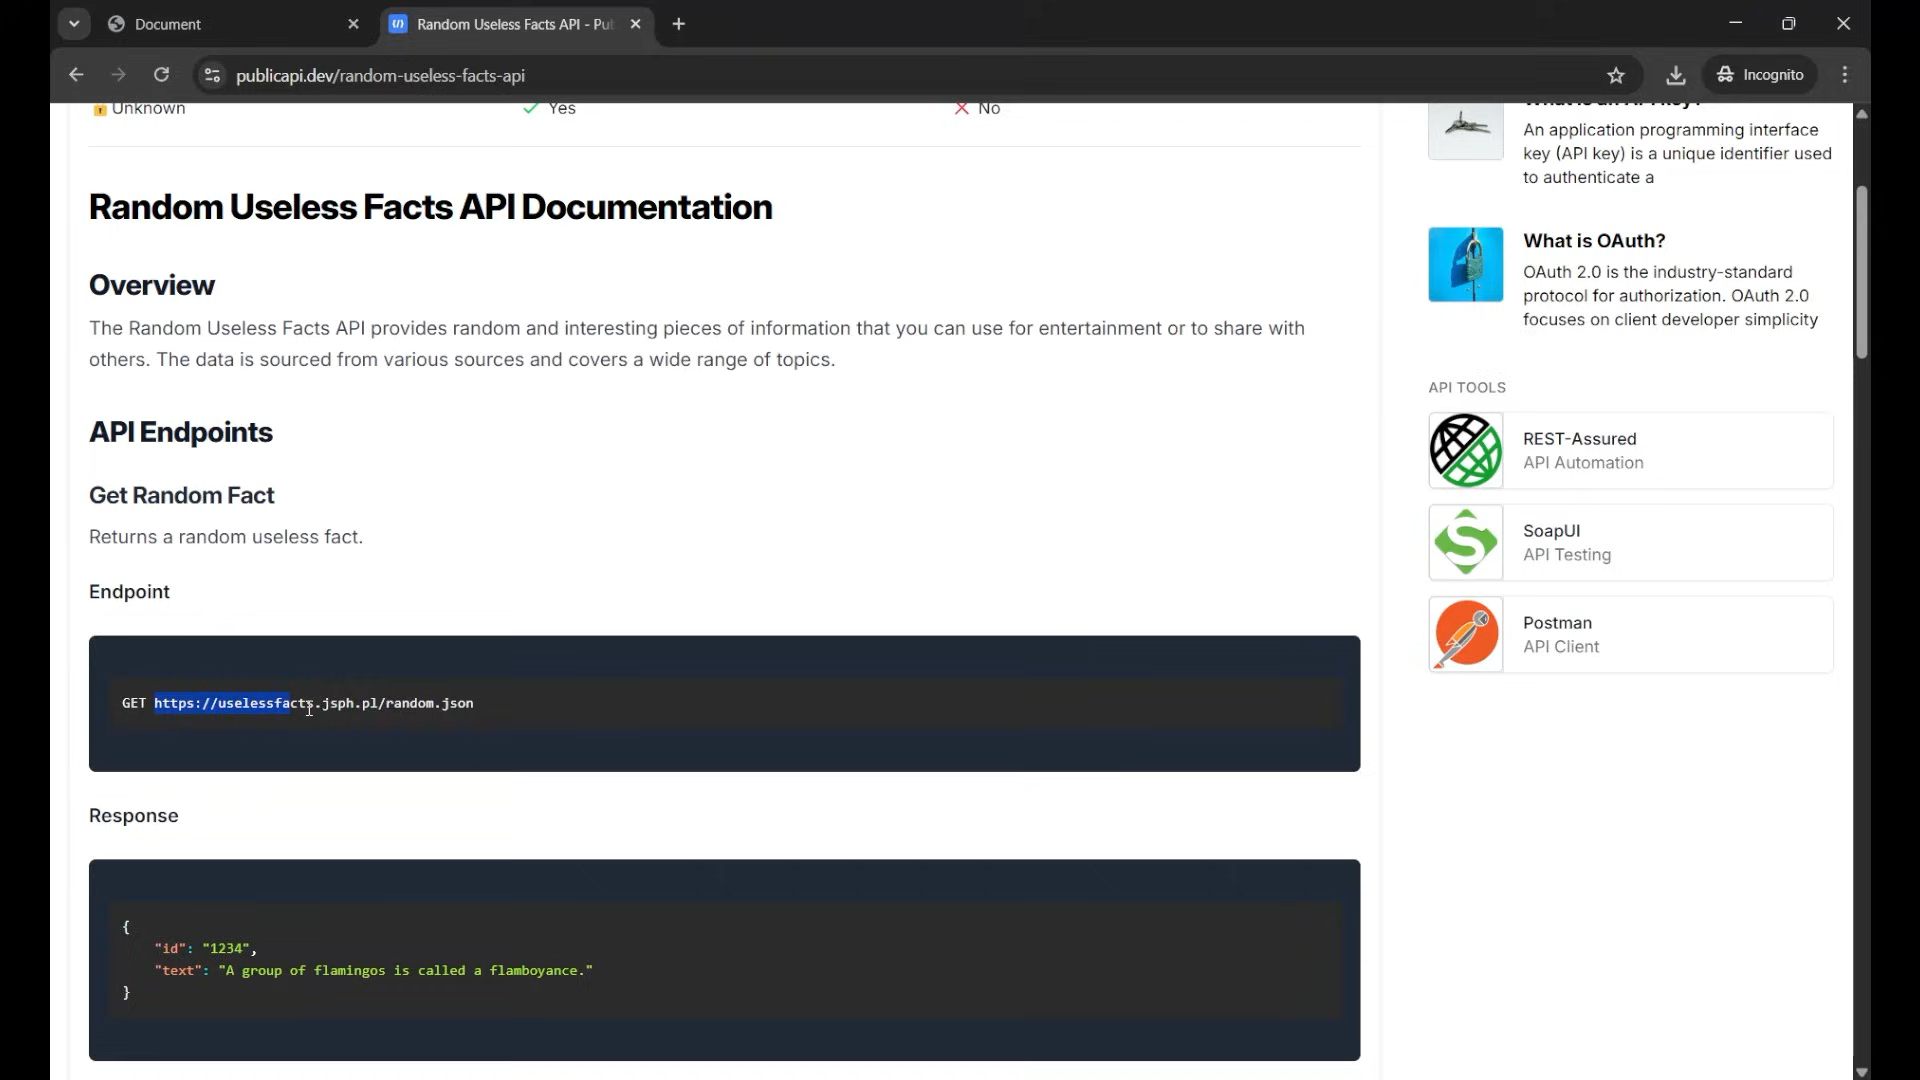 Document
Random Useless Facts API - Pu
publicapi.dev/random-useless-facts-api
Incognito
Unknown
Yes
No
Random Useless Facts API Documentation
Overview
The Random Useless Facts API provides random and interesting pieces of information that you can use for entertainment or to share with
others. The data is sourced from various sources and covers a wide range of topics.
API Endpoints
Get Random Fact
Returns a random useless fact.
Endpoint
GET https://uselessfacts.jsph.pl/random.json
Response
{
"id": "1234",
"text": "A group of flamingos is called a flamboyance."
}
What is an API Key?
An application programming interface
key (API key) is a unique identifier used
to authenticate a
What is OAuth?
OAuth 2.0 is the industry-standard
protocol for authorization. OAuth 2.0
focuses on client developer simplicity
API TOOLS
REST-Assured
API Automation
SoapUI
API Testing
Postman
API Client